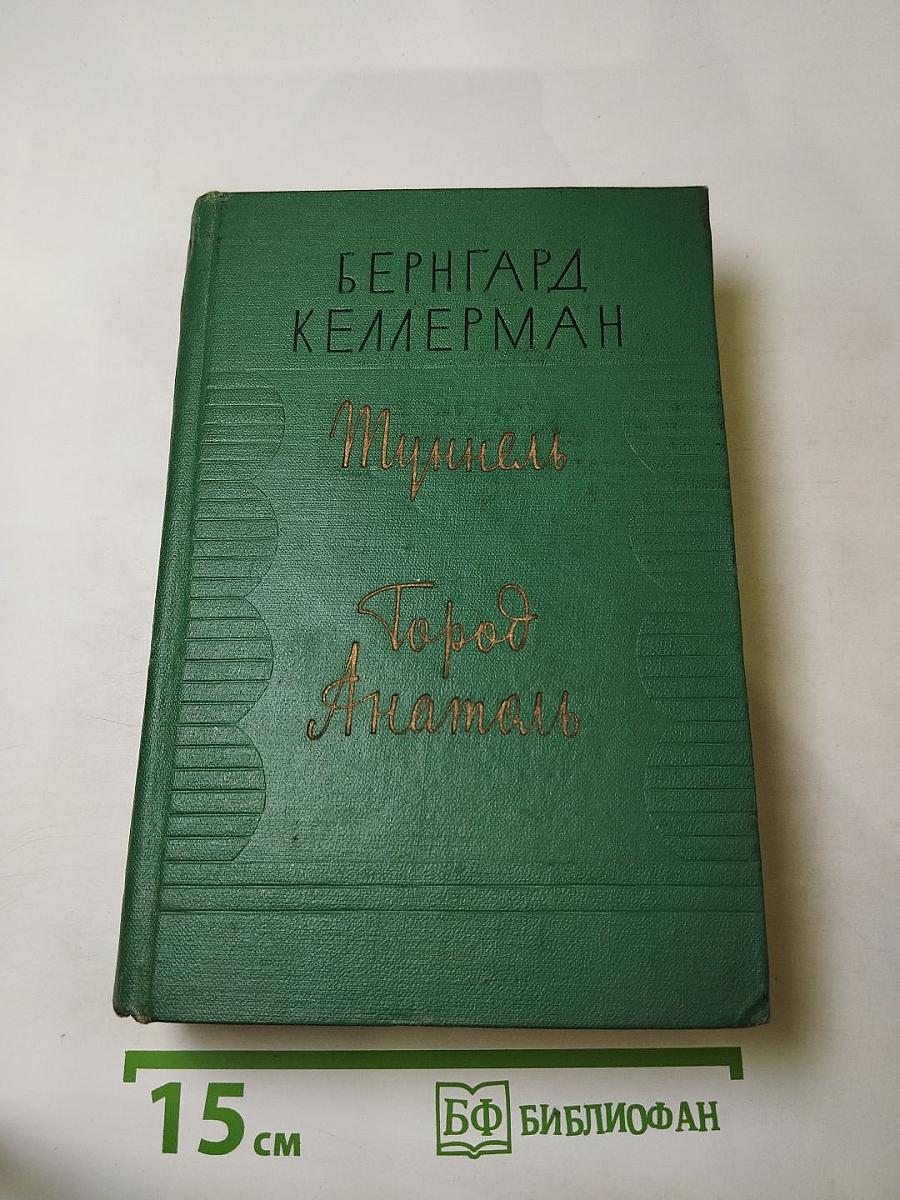 БЕРНГАРД
КЕЛЛЕРМАН
Туннель
Город
Анатоль
15 см
БФ БИБЛИОФАН